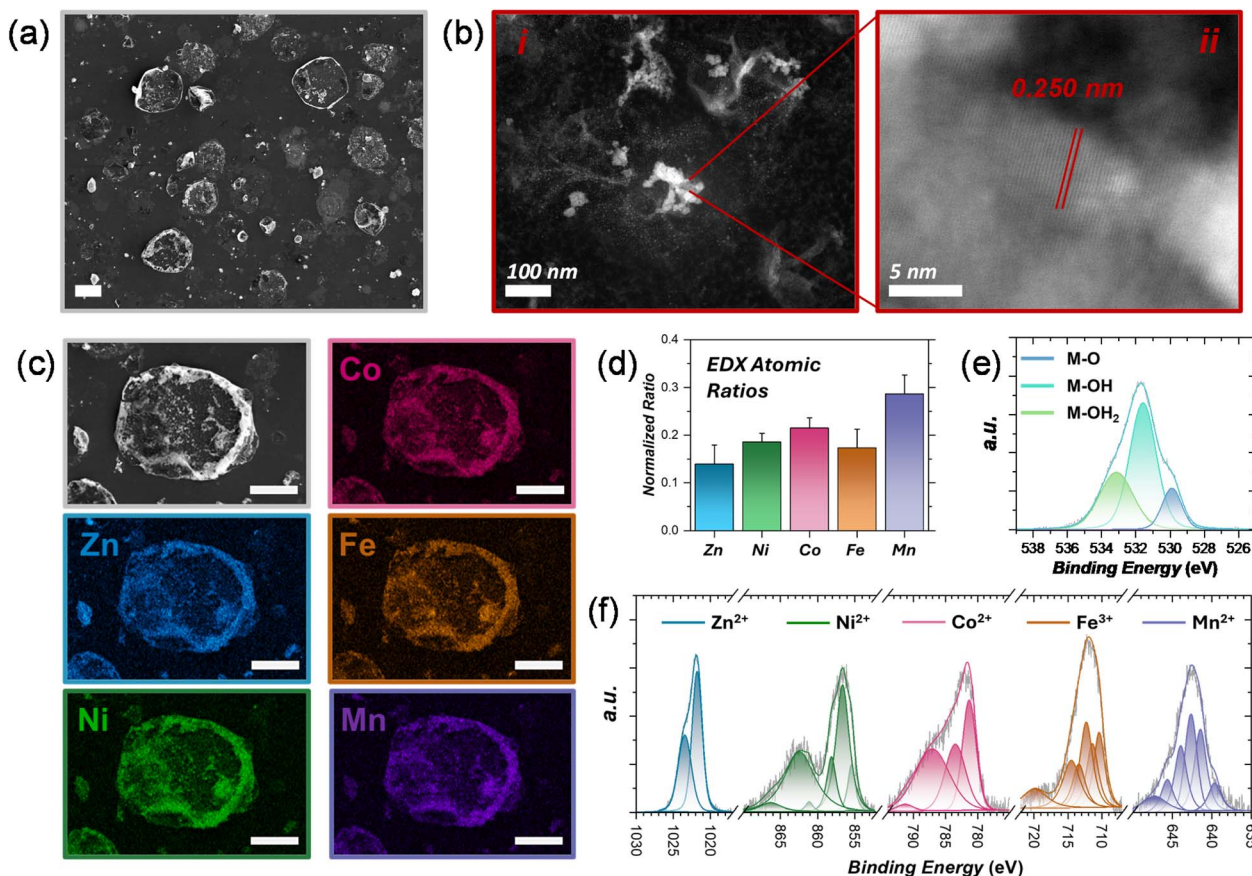 (a)
(b)
i
100 nm
ii
0.250 nm
5 nm
(c)
Co
Zn
Fe
Ni
Mn
(d)
EDX Atomic
Ratios
Normalized Ratio
0.4
0.3
0.2
0.1
0.0
Zn Ni Co Fe Mn
(e)
M-O
M-OH
M-OH₂
a.u.
538 536 534 532 530 528 526
Binding Energy (eV)
(f)
Zn²⁺ Ni²⁺ Co²⁺ Fe³⁺ Mn²⁺
a.u.
1030 1025 1020 865 860 855 790 785 780 720 715 710 645 640
Binding Energy (eV)